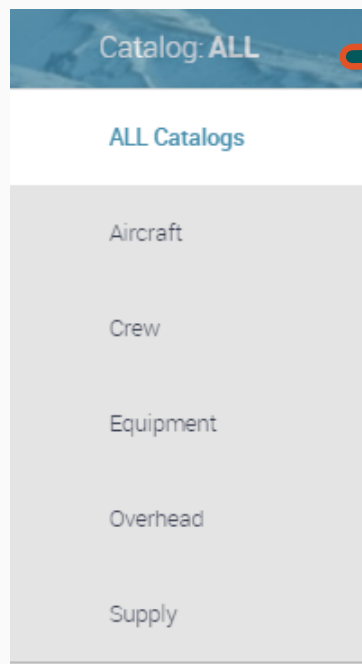 Catalog: ALL
ALL Catalogs
Aircraft
Crew
Equipment
Overhead
Supply